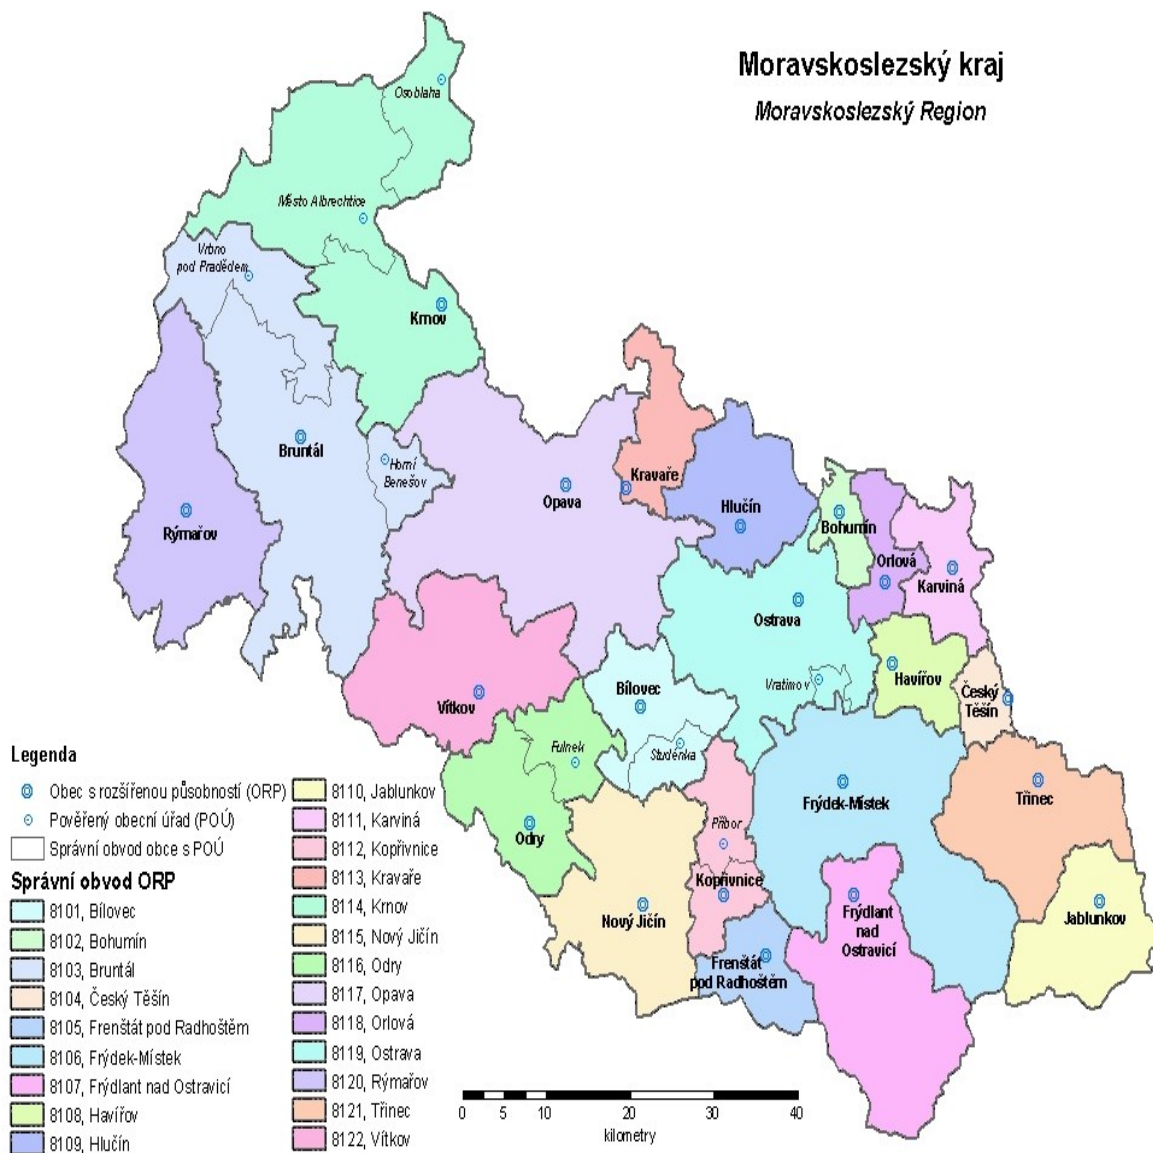 Moravskoslezský kraj
Moravskoslezský Region
Osoblaha
Město Albrechtice
Vrbno
pod Pradědem
Krnov
Bruntál
Horní
Benešov
Rýmařov
Opava
Kravaře
Hlučín
Bohumín
Orlová
Karviná
Ostrava
Vratimov
Havířov
Český
Těšín
Bílovec
Studénka
Vítkov
Fulnek
Odry
Příbor
Kopřivnice
Nový Jičín
Frýdek-Místek
Třinec
Jablunkov
Frýdlant
nad
Ostravicí
Frenštát
pod Radhoštěm
Legenda
Obec s rozšířenou působností (ORP)
Pověřený obecní úřad (POÚ)
Správní obvod obce s POÚ
Správní obvod ORP
8101, Bílovec
8102, Bohumín
8103, Bruntál
8104, Český Těšín
8105, Frenštát pod Radhoštěm
8106, Frýdek-Místek
8107, Frýdlant nad Ostravicí
8108, Havířov
8109, Hlučín
8110, Jablunkov
8111, Karviná
8112, Kopřivnice
8113, Kravaře
8114, Krnov
8115, Nový Jičín
8116, Odry
8117, Opava
8118, Orlová
8119, Ostrava
8120, Rýmařov
8121, Třinec
8122, Vítkov
0 5 10 20 30 40
kilometry